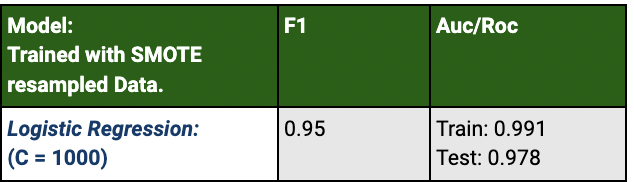 Model:
Trained with SMOTE
resampled Data.
F1
Auc/Roc
Logistic Regression:
(C = 1000)
0.95
Train: 0.991
Test: 0.978